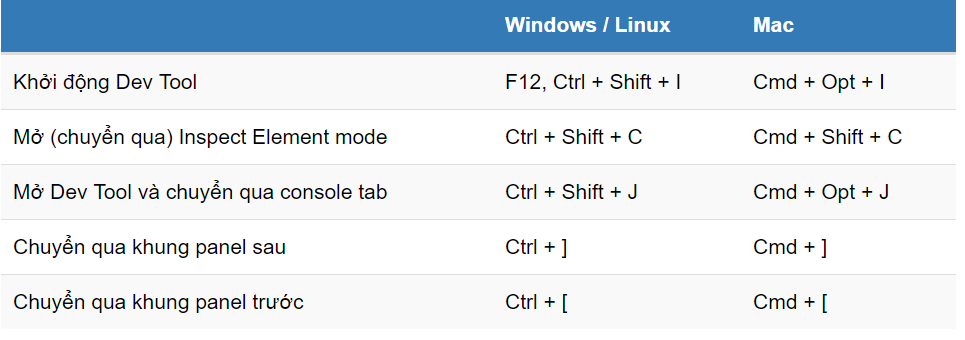 Windows / Linux Mac
Khởi động Dev Tool F12, Ctrl + Shift + I Cmd + Opt + I
Mở (chuyển qua) Inspect Element mode Ctrl + Shift + C Cmd + Shift + C
Mở Dev Tool và chuyển qua console tab Ctrl + Shift + J Cmd + Opt + J
Chuyển qua khung panel sau Ctrl + ] Cmd + ]
Chuyển qua khung panel trước Ctrl + [ Cmd + [